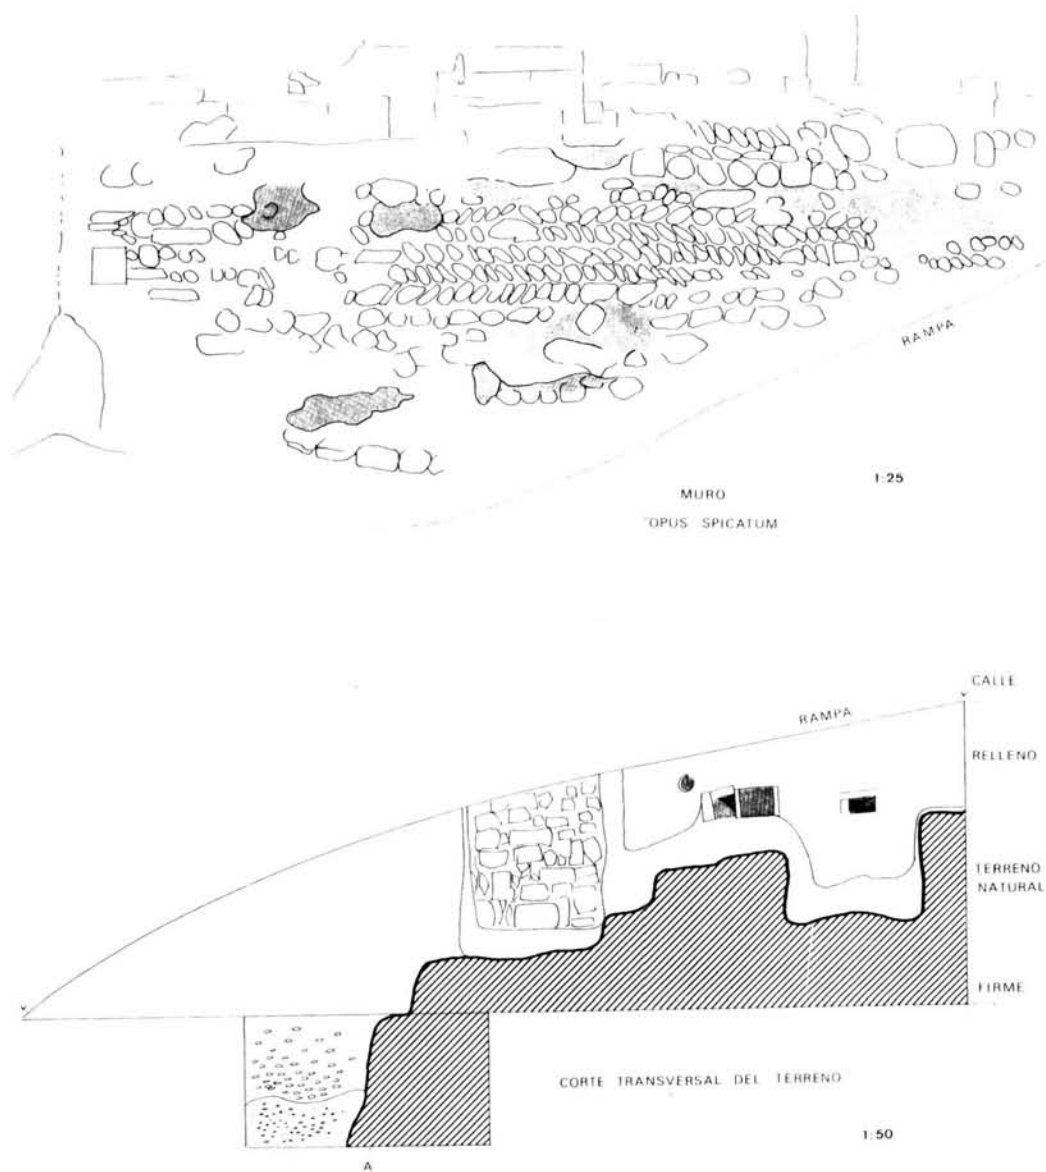 RAMPA
1:25
MURO
OPUS SPICATUM
CALLE
RAMPA
RELLENO
TERRENO
NATURAL
FIRME
CORTE TRANSVERSAL DEL TERRENO
1:50
A